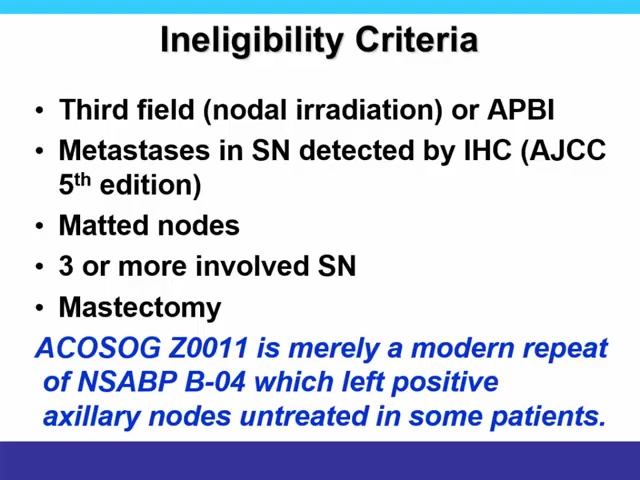 Ineligibility Criteria
• Third field (nodal irradiation) or APBI
• Metastases in SN detected by IHC (AJCC
5th edition)
• Matted nodes
• 3 or more involved SN
• Mastectomy
ACOSOG Z0011 is merely a modern repeat
of NSABP B-04 which left positive
axillary nodes untreated in some patients.